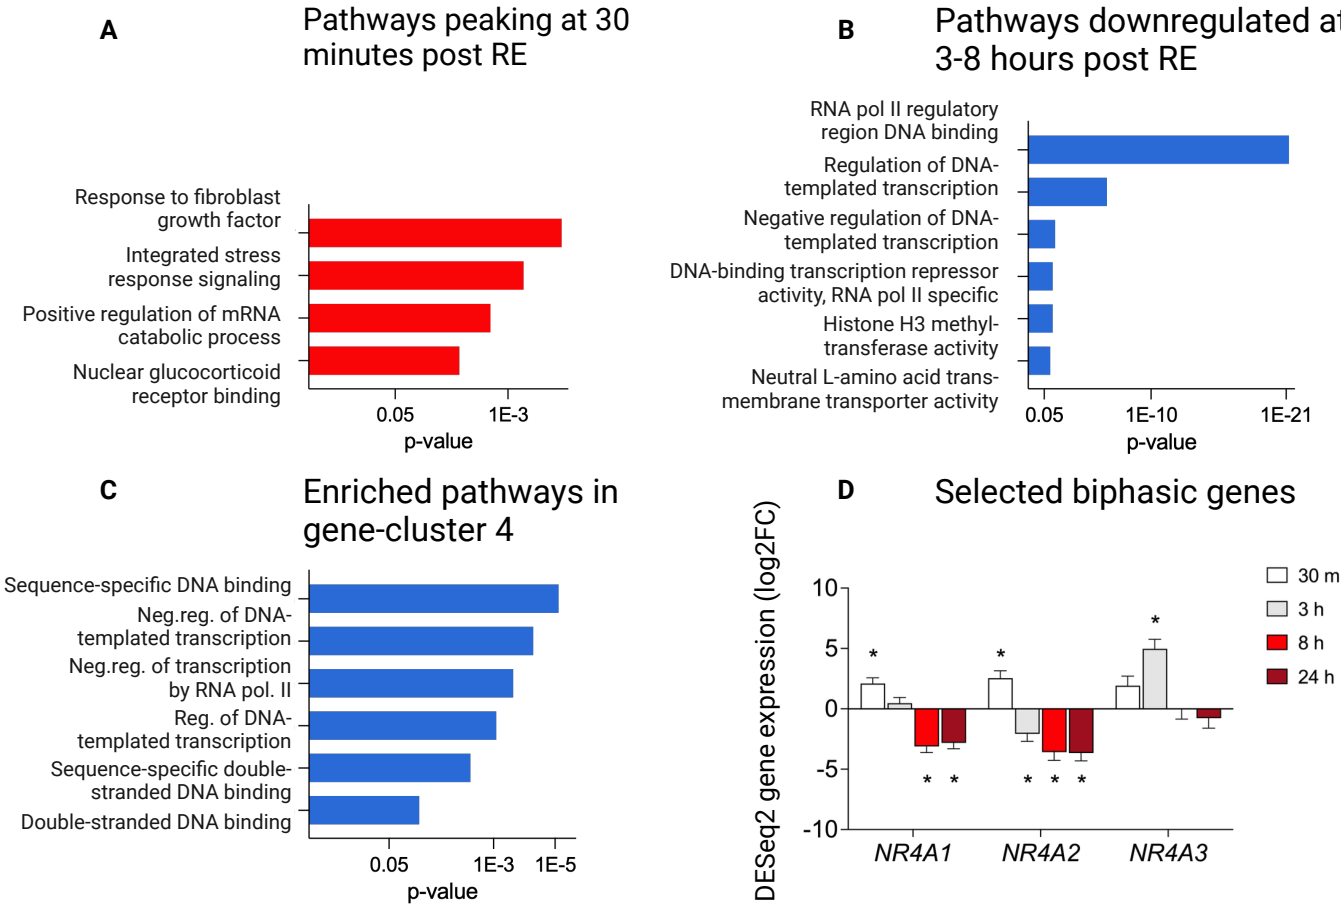 A
Pathways peaking at 30
minutes post RE
Response to fibroblast
growth factor
Integrated stress
response signaling
Positive regulation of mRNA
catabolic process
Nuclear glucocorticoid
receptor binding
0.05
1E-3
p-value
B
Pathways downregulated at
3-8 hours post RE
RNA pol II regulatory
region DNA binding
Regulation of DNA-
templated transcription
Negative regulation of DNA-
templated transcription
DNA-binding transcription repressor
activity, RNA pol II specific
Histone H3 methyl-
transferase activity
Neutral L-amino acid trans-
membrane transporter activity
0.05
1E-10
1E-21
p-value
C
Enriched pathways in
gene-cluster 4
Sequence-specific DNA binding
Neg.reg. of DNA-
templated transcription
Neg.reg. of transcription
by RNA pol. II
Reg. of DNA-
templated transcription
Sequence-specific double-
stranded DNA binding
Double-stranded DNA binding
0.05
1E-3
1E-5
p-value
D
Selected biphasic genes
DESeq2 gene expression (log2FC)
10
5
0
-5
-10
*
*
*
*
*
*
*
*
NR4A1
NR4A2
NR4A3
30 m
3 h
8 h
24 h